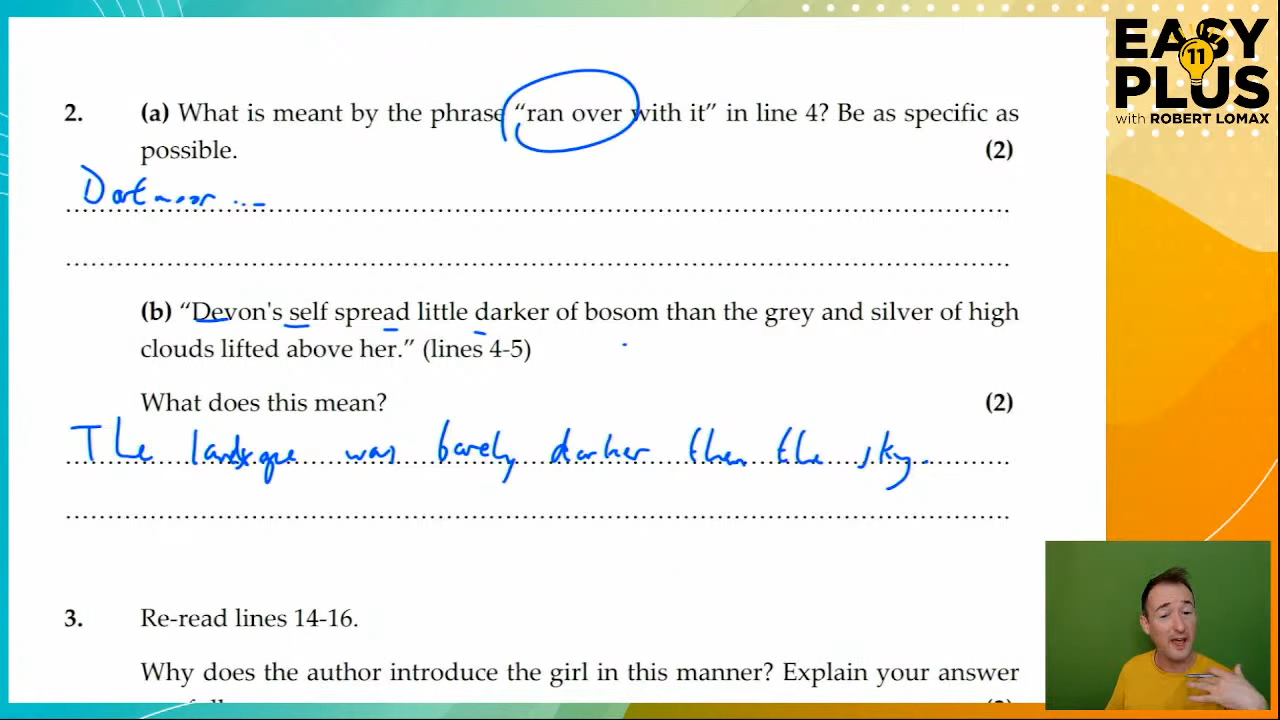 EASY
11
PLUS
with ROBERT LOMAX
2. (a) What is meant by the phrase “ran over with it” in line 4? Be as specific as
possible. (2)
Dartmoor ...
(b) “Devon's self spread little darker of bosom than the grey and silver of high
clouds lifted above her.” (lines 4-5)
What does this mean? (2)
The landscape was barely darker than the sky.
3. Re-read lines 14-16.
Why does the author introduce the girl in this manner? Explain your answer